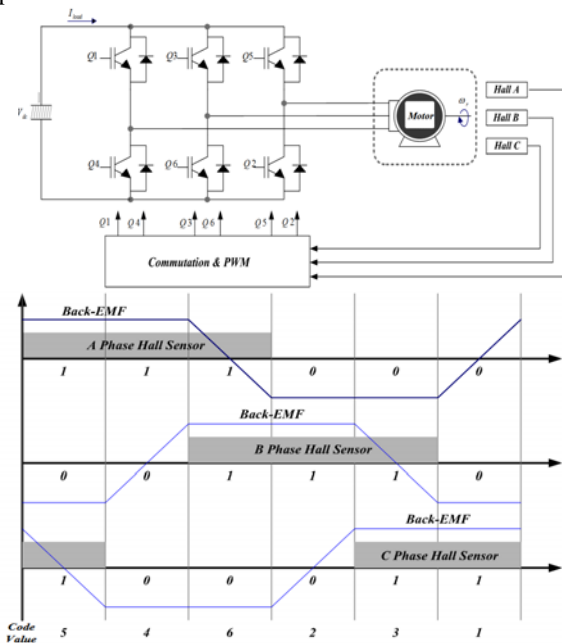 I load
Q1
Q3
Q5
V dc
Q4
Q6
Q2
Motor
ω r
Hall A
Hall B
Hall C
Q1 Q4 Q3 Q6 Q5 Q2
Commutation & PWM
Back-EMF
A Phase Hall Sensor
1 1 1 0 0 0
Back-EMF
B Phase Hall Sensor
0 0 1 1 1 0
Back-EMF
C Phase Hall Sensor
1 0 0 0 1 1
Code
Value 5 4 6 2 3 1